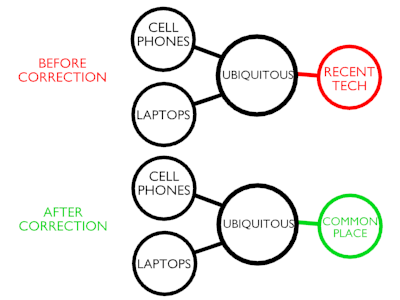 CELL
PHONES
BEFORE
CORRECTION
UBIQUITOUS
RECENT
TECH
LAPTOPS
CELL
PHONES
AFTER
CORRECTION
UBIQUITOUS
COMMON
PLACE
LAPTOPS